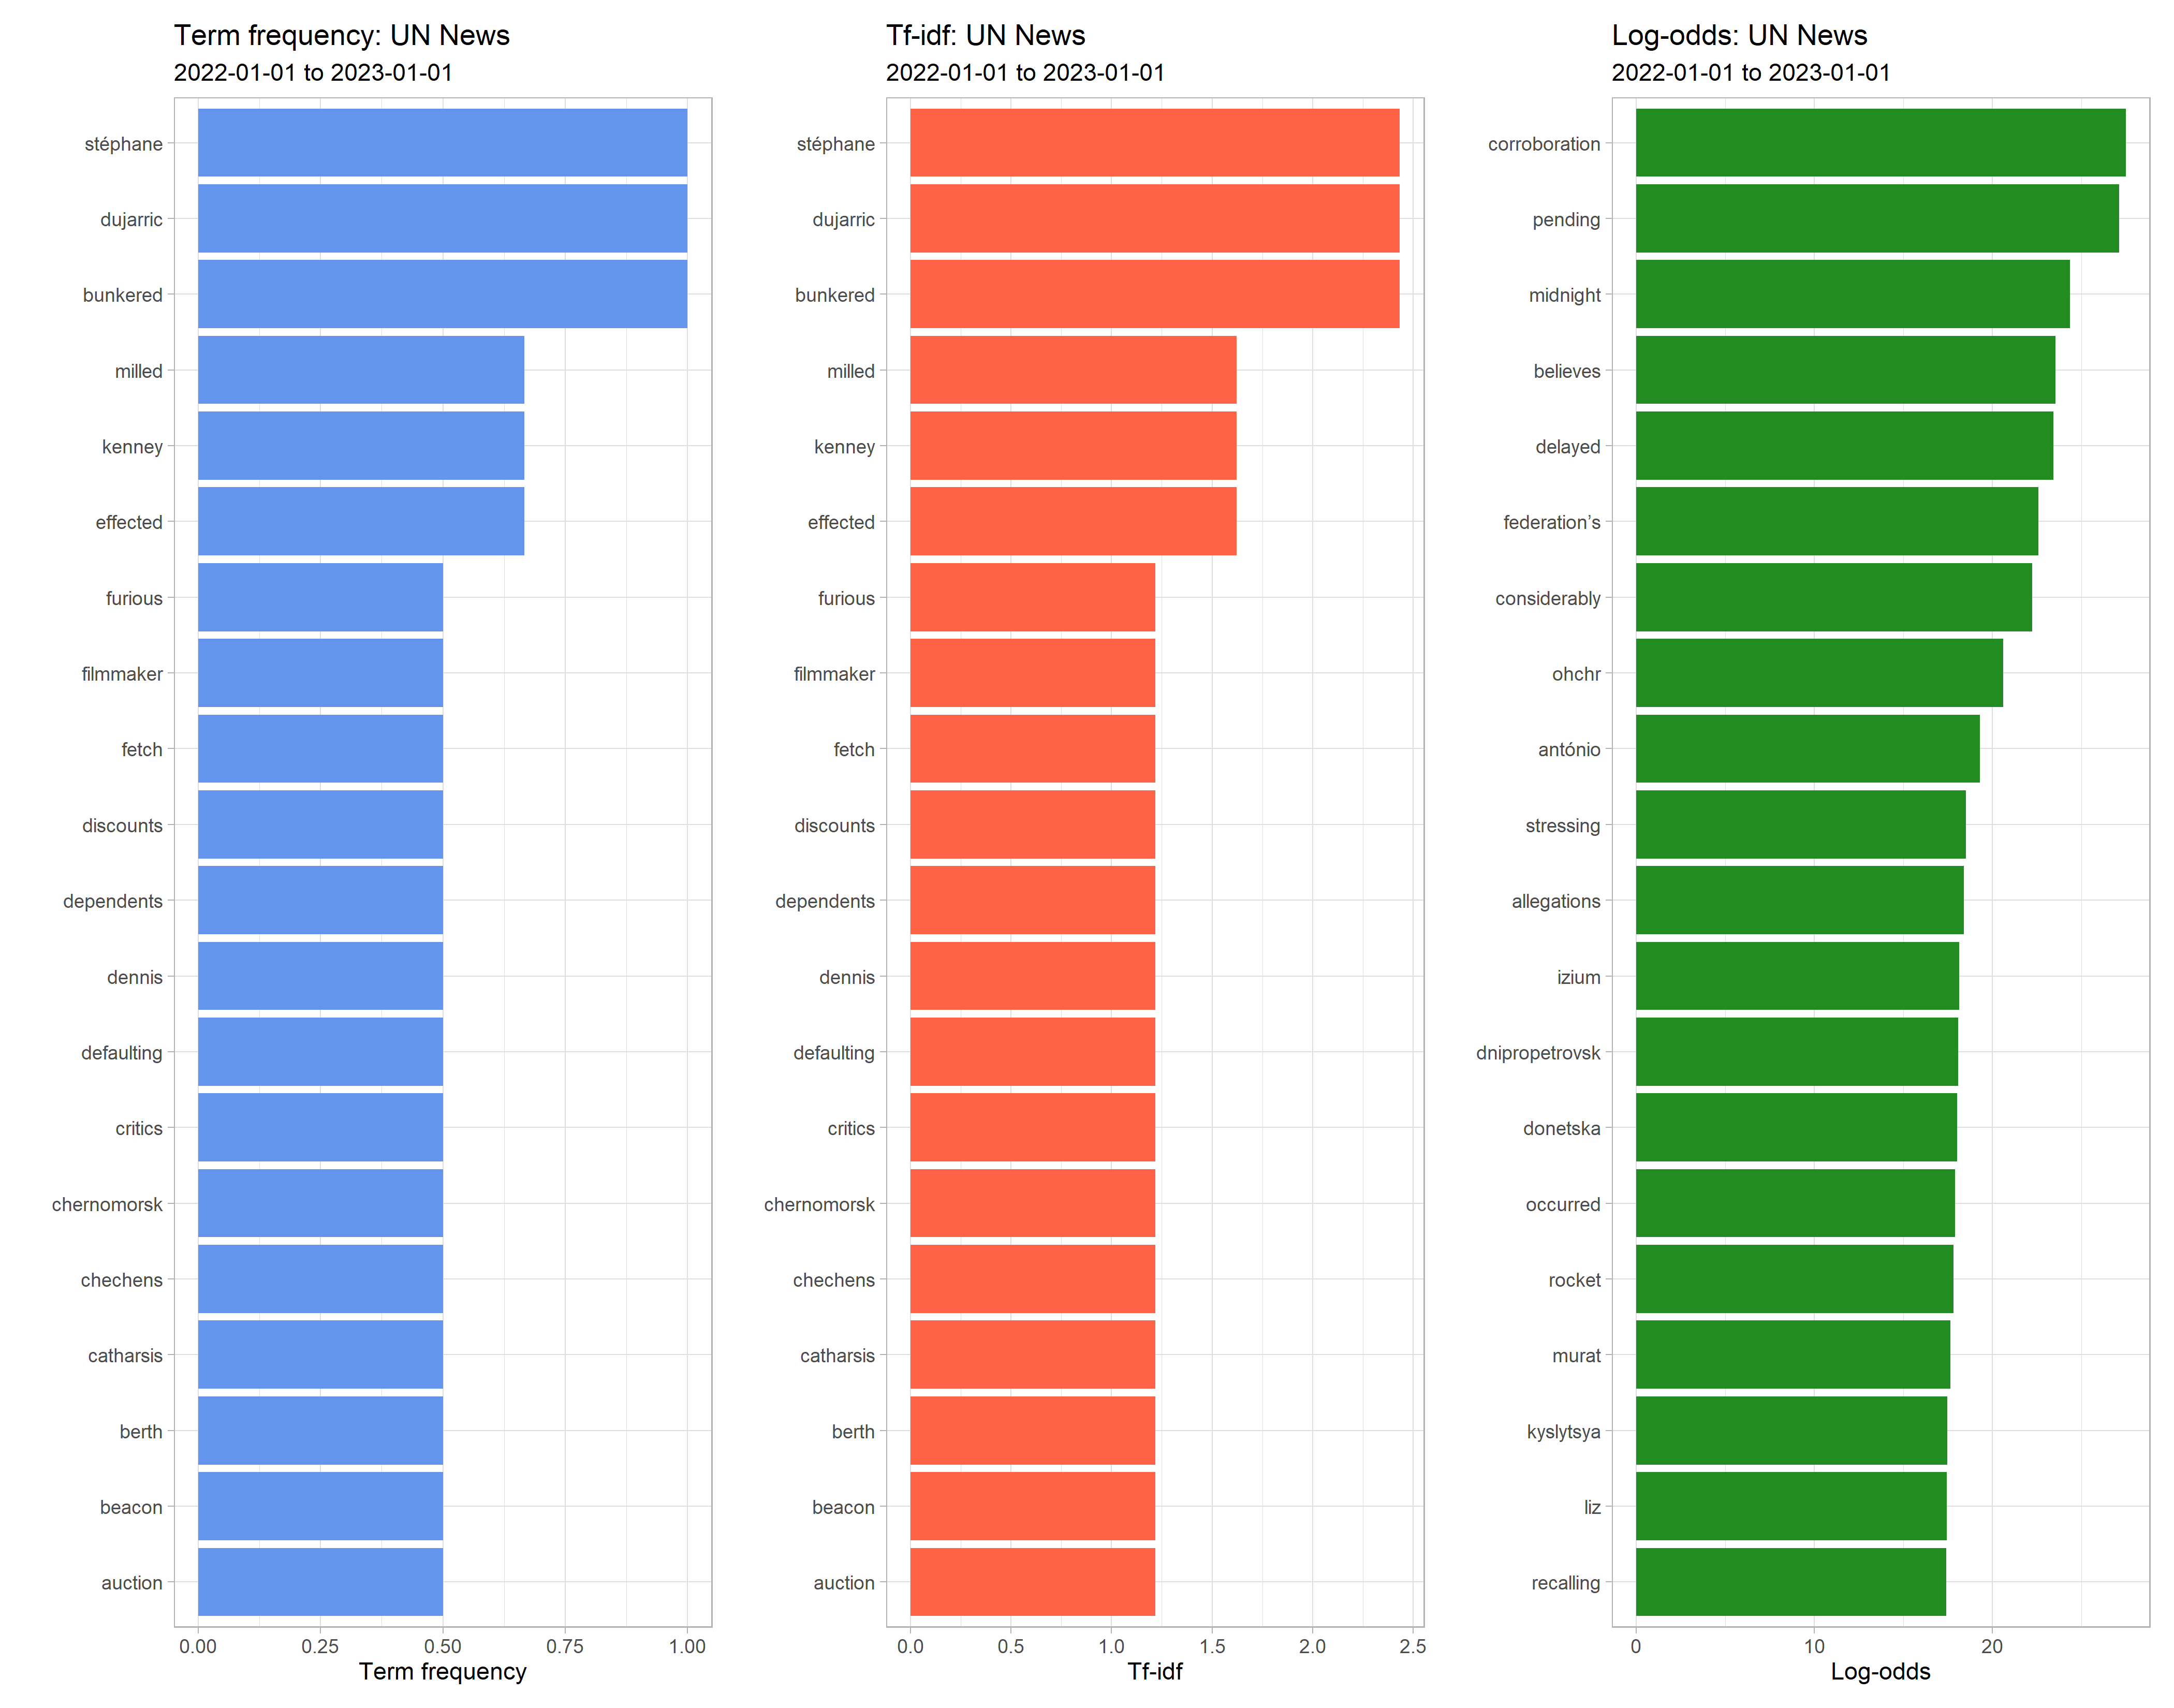 Term frequency: UN News
2022-01-01 to 2023-01-01
stéphane
dujarric
bunkered
milled
kenney
effected
furious
filmmaker
fetch
discounts
dependents
dennis
defaulting
critics
chernomorsk
chechens
catharsis
berth
beacon
auction
0.00 0.25 0.50 0.75 1.00
Term frequency
Tf-idf: UN News
2022-01-01 to 2023-01-01
stéphane
dujarric
bunkered
milled
kenney
effected
furious
filmmaker
fetch
discounts
dependents
dennis
defaulting
critics
chernomorsk
chechens
catharsis
berth
beacon
auction
0.0 0.5 1.0 1.5 2.0 2.5
Tf-idf
Log-odds: UN News
2022-01-01 to 2023-01-01
corroboration
pending
midnight
believes
delayed
federation’s
considerably
ohchr
antónio
stressing
allegations
izium
dnipropetrovsk
donetska
occurred
rocket
murat
kyslytsya
liz
recalling
0 10 20
Log-odds